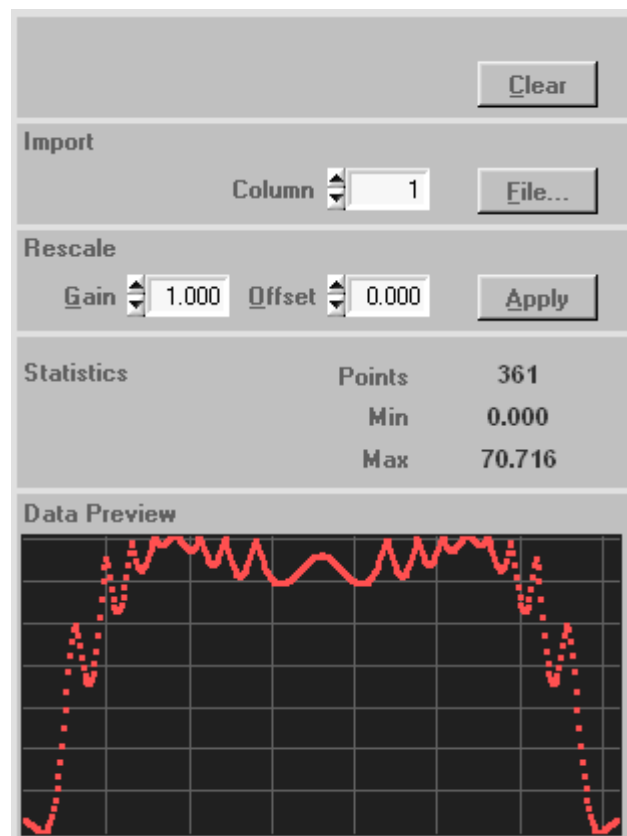 Clear
Import
Column 1 File...
Rescale
Gain 1.000 Offset 0.000 Apply
Statistics Points 361
Min 0.000
Max 70.716
Data Preview